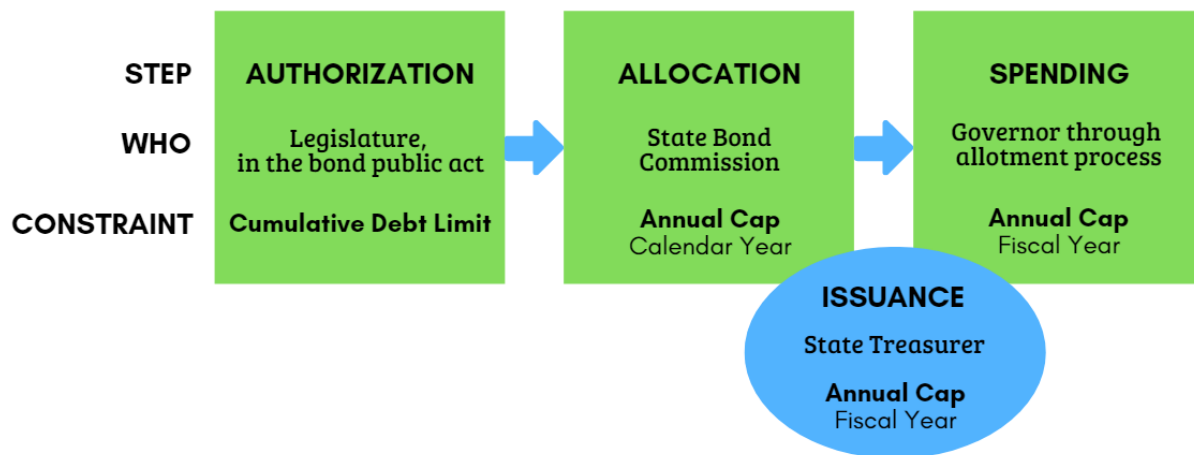 STEP AUTHORIZATION ALLOCATION SPENDING
WHO Legislature, in the bond public act State Bond Commission Governor through allotment process
CONSTRAINT Cumulative Debt Limit Annual Cap Calendar Year Annual Cap Fiscal Year
ISSUANCE
State Treasurer
Annual Cap
Fiscal Year